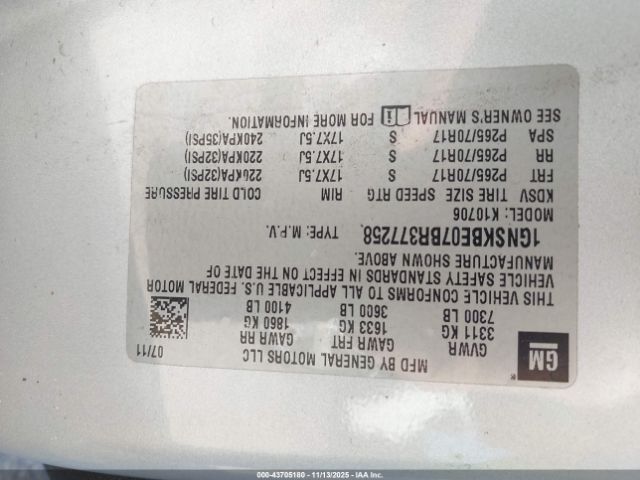 GM
MFD BY GENERAL MOTORS LLC 07/11
GVWR GAWR FRT GAWR RR
3311 KG 1633 KG 1860 KG
7300 LB 3600 LB 4100 LB
THIS VEHICLE CONFORMS TO ALL APPLICABLE U.S. FEDERAL MOTOR
VEHICLE SAFETY STANDARDS IN EFFECT ON THE DATE OF
MANUFACTURE SHOWN ABOVE.
1GNSKBE07BR377258 TYPE: M.P.V.
MODEL: K10706
KDSV TIRE SIZE SPEED RTG RIM COLD TIRE PRESSURE
FRT P265/70R17 S 17X7.5J 220KPA(32PSI)
RR P265/70R17 S 17X7.5J 220KPA(32PSI)
SPA P265/70R17 S 17X7.5J 240KPA(35PSI)
SEE OWNER'S MANUAL FOR MORE INFORMATION.
000-43705180 - 11/13/2025 - IAA Inc.